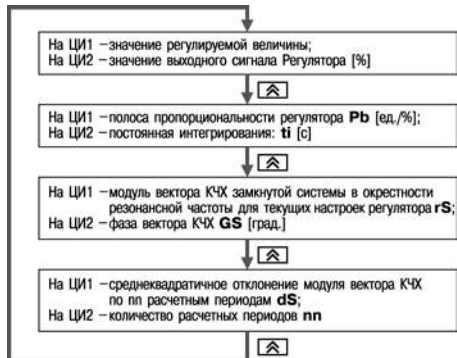 На ЦИ1 – значение регулируемой величины;
На ЦИ2 – значение выходного сигнала Регулятора [%]
На ЦИ1 – полоса пропорциональности регулятора Pb [ед./%];
На ЦИ2 – постоянная интегрирования: ti [с]
На ЦИ1 – модуль вектора КЧХ замкнутой системы в окрестности
резонансной частоты для текущих настроек регулятора rS;
На ЦИ2 – фаза вектора КЧХ GS [град.]
На ЦИ1 – среднеквадратичное отклонение модуля вектора КЧХ
по nn расчетным периодам dS;
На ЦИ2 – количество расчетных периодов nn